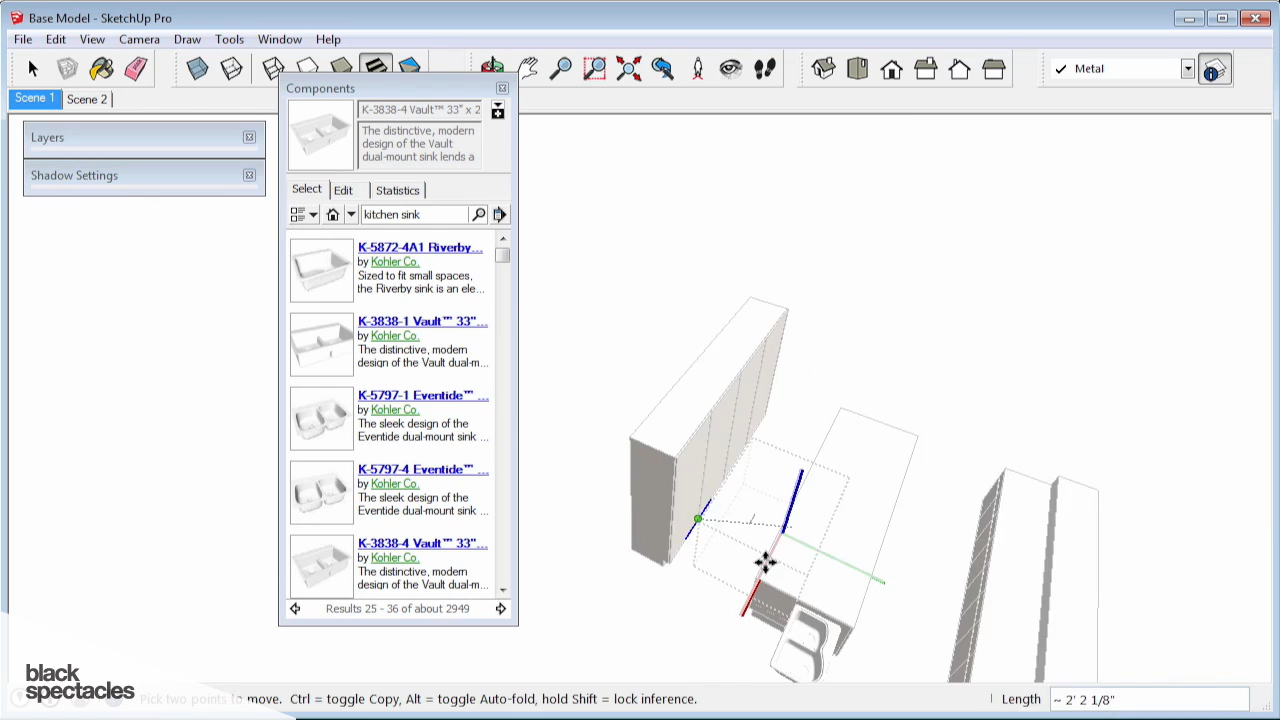 Base Model - SketchUp Pro
File Edit View Camera Draw Tools Window Help
Metal
Scene 1 Scene 2
Layers
Shadow Settings
Components
K-3838-4 Vault™ 33" x 2
The distinctive, modern
design of the Vault
dual-mount sink lends a
Select Edit Statistics
kitchen sink
K-5872-4A1 Riverby...
by Kohler Co.
Sized to fit small spaces,
the Riverby sink is an ele...
K-3838-1 Vault™ 33"...
by Kohler Co.
The distinctive, modern
design of the Vault dual-m...
K-5797-1 Eventide™ ...
by Kohler Co.
The sleek design of the
Eventide dual-mount sink ...
K-5797-4 Eventide™ ...
by Kohler Co.
The sleek design of the
Eventide dual-mount sink ...
K-3838-4 Vault™ 33"...
by Kohler Co.
The distinctive, modern
design of the Vault dual-m...
Results 25 - 36 of about 2949
black
spectacles
Pick two points to move. Ctrl = toggle Copy, Alt = toggle Auto-fold, hold Shift = lock inference.
Length ~ 2' 2 1/8"